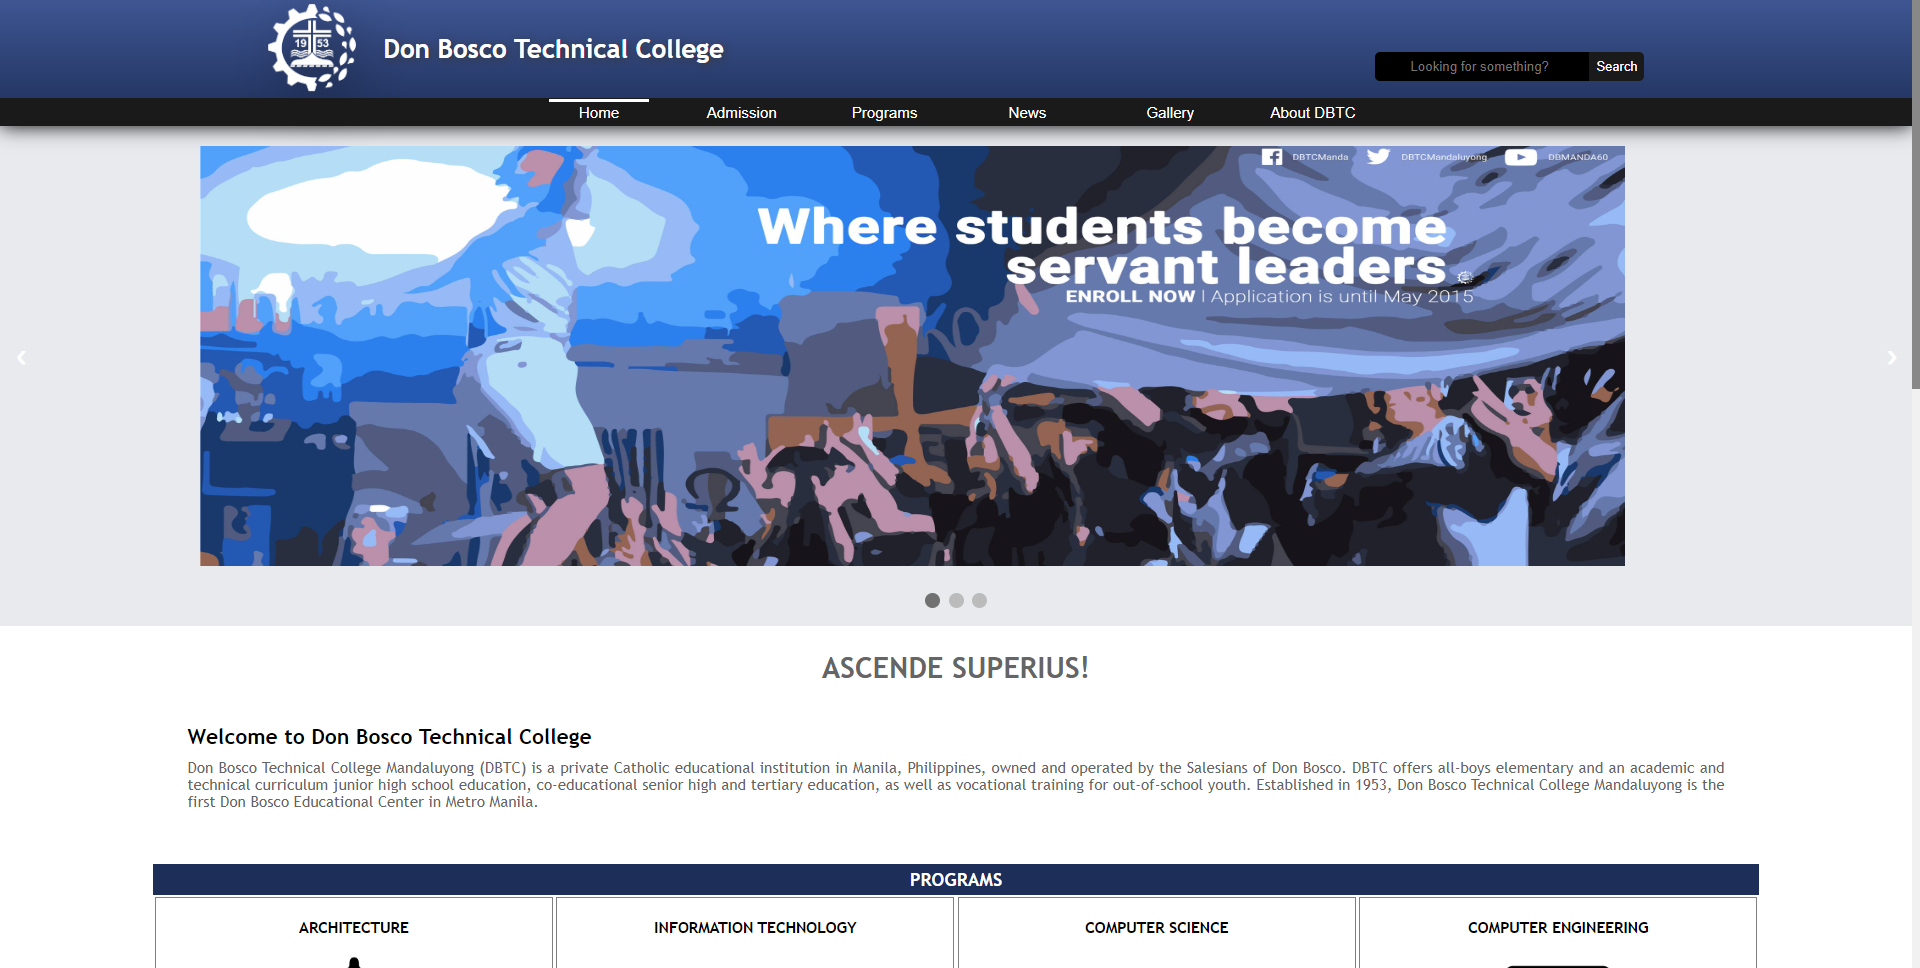 19 53
Don Bosco Technical College
Looking for something?
Search
Home
Admission
Programs
News
Gallery
About DBTC
DBTCManda
DBTCMandaluyong
DBMANDA60
Where students become
servant leaders
ENROLL NOW | Application is until May 2015
‹
›
ASCENDE SUPERIUS!
Welcome to Don Bosco Technical College
Don Bosco Technical College Mandaluyong (DBTC) is a private Catholic educational institution in Manila, Philippines, owned and operated by the Salesians of Don Bosco. DBTC offers all-boys elementary and an academic and
technical curriculum junior high school education, co-educational senior high and tertiary education, as well as vocational training for out-of-school youth. Established in 1953, Don Bosco Technical College Mandaluyong is the
first Don Bosco Educational Center in Metro Manila.
PROGRAMS
ARCHITECTURE
INFORMATION TECHNOLOGY
COMPUTER SCIENCE
COMPUTER ENGINEERING